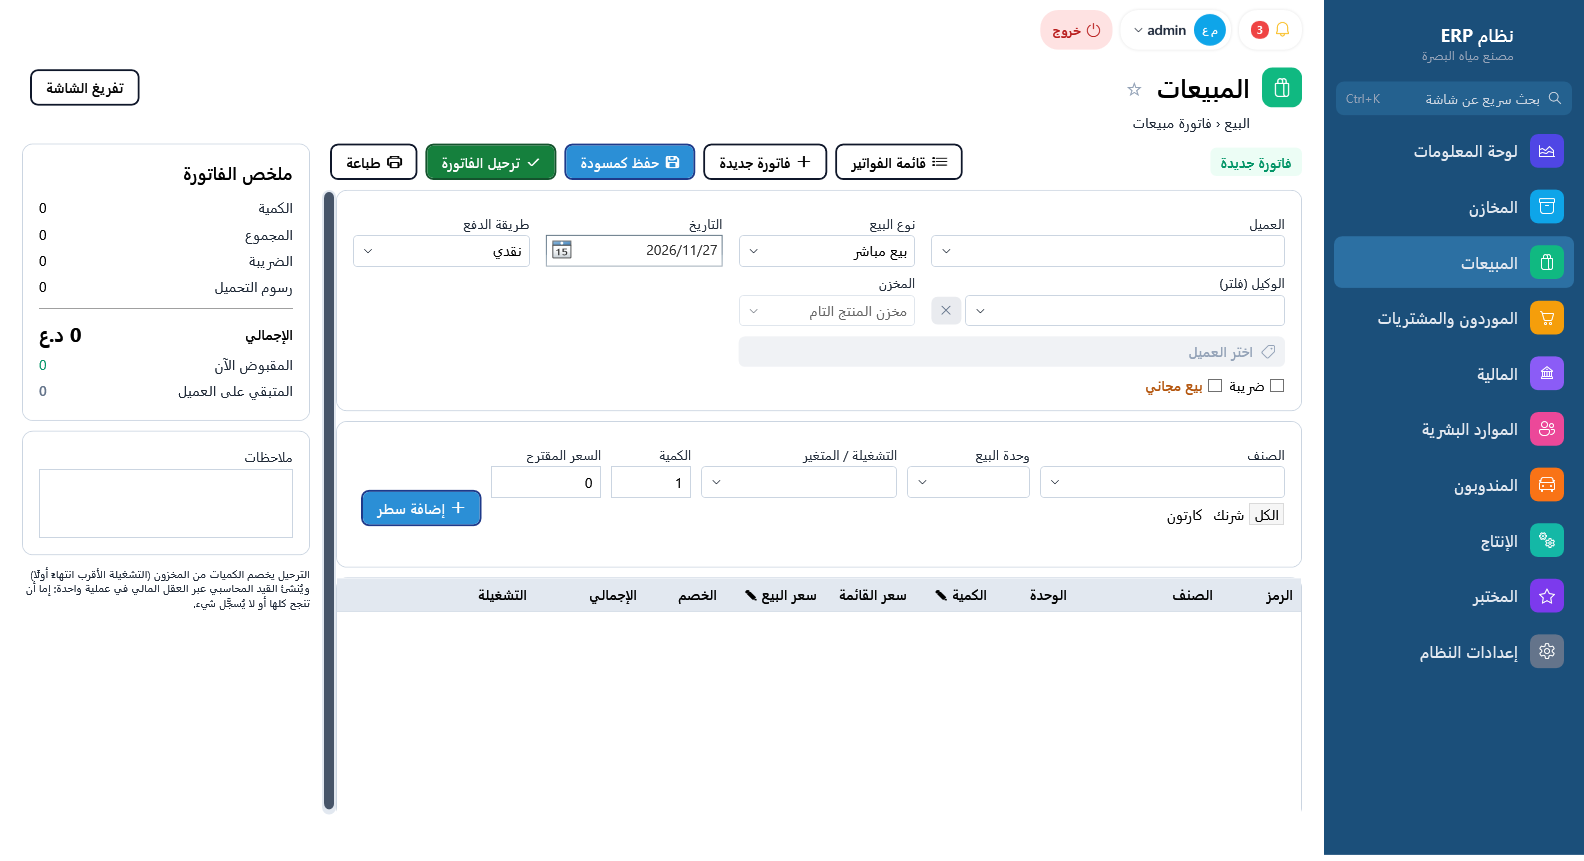 نظام ERP
مصنع مياه البصرة
بحث سريع عن شاشة
Ctrl+K
لوحة المعلومات
المخازن
المبيعات
الموردون والمشتريات
المالية
الموارد البشرية
المندوبون
الإنتاج
المختبر
إعدادات النظام
3
م ع
admin
خروج
المبيعات
البيع › فاتورة مبيعات
تفريغ الشاشة
فاتورة جديدة
قائمة الفواتير
فاتورة جديدة
حفظ كمسودة
ترحيل الفاتورة
طباعة
العميل
نوع البيع
بيع مباشر
التاريخ
2026/11/27
15
طريقة الدفع
نقدي
الوكيل (فلتر)
المخزن
مخزن المنتج التام
اختر العميل
ضريبة
بيع مجاني
الصنف
وحدة البيع
التشغيلة / المتغير
الكمية
1
السعر المقترح
0
إضافة سطر
الكل
شرنك
كارتون
الرمز
الصنف
الوحدة
الكمية
سعر القائمة
سعر البيع
الخصم
الإجمالي
التشغيلة
ملخص الفاتورة
الكمية 0
المجموع 0
الضريبة 0
رسوم التحميل 0
الإجمالي 0 د.ع
المقبوض الآن 0
المتبقي على العميل 0
ملاحظات
الترحيل يخصم الكميات من المخزون (التشغيلة الأقرب انتهاءً أولًا)
ويُنشئ القيد المحاسبي عبر العقل المالي في عملية واحدة: إما أن
تنجح كلها أو لا يُسجَّل شيء.